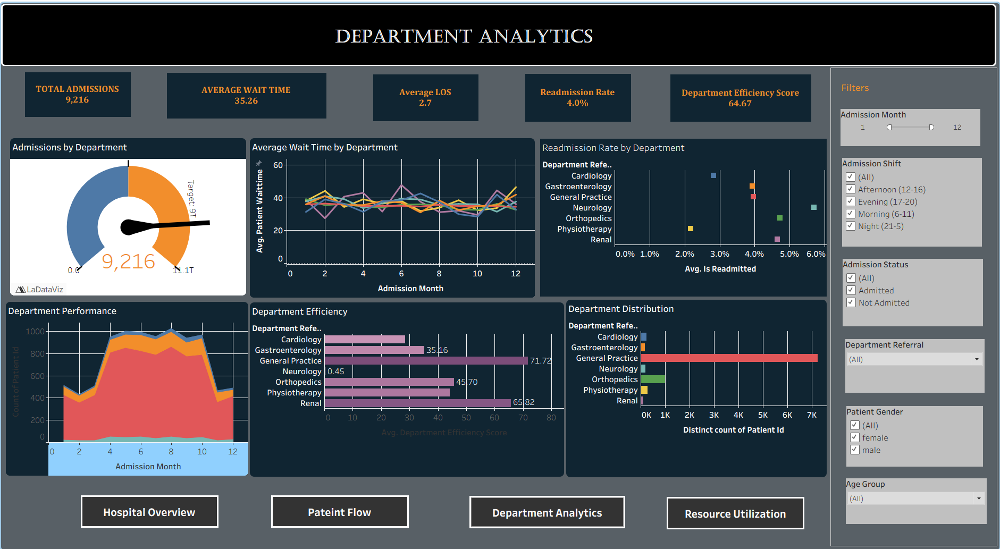 DEPARTMENT ANALYTICS
TOTAL ADMISSIONS
9,216
AVERAGE WAIT TIME
35.26
Average LOS
2.7
Readmission Rate
4.0%
Department Efficiency Score
64.67
Filters
Admission Month
1 12
Admission Shift
(All)
Afternoon (12-16)
Evening (17-20)
Morning (6-11)
Night (21-5)
Admission Status
(All)
Admitted
Not Admitted
Department Referral
(All)
Patient Gender
(All)
female
male
Age Group
(All)
Admissions by Department
Target: 9T
9,216
0.0
11.1T
LaDataViz
Average Wait Time by Department
Avg. Patient Waittime
60
40
20
0
0 2 4 6 8 10 12
Admission Month
Readmission Rate by Department
Department Refe..
Cardiology
Gastroenterology
General Practice
Neurology
Orthopedics
Physiotherapy
Renal
0.0% 1.0% 2.0% 3.0% 4.0% 5.0% 6.0%
Avg. Is Readmitted
Department Performance
Count of Patient Id
1000
800
600
400
200
0
0 2 4 6 8 10 12
Admission Month
Department Efficiency
Department Refe..
Cardiology
Gastroenterology 35.16
General Practice 71.72
Neurology 0.45
Orthopedics 45.70
Physiotherapy
Renal 65.82
0 10 20 30 40 50 60 70 80
Avg. Department Efficiency Score
Department Distribution
Department Refe..
Cardiology
Gastroenterology
General Practice
Neurology
Orthopedics
Physiotherapy
Renal
0K 1K 2K 3K 4K 5K 6K 7K
Distinct count of Patient Id
Hospital Overview
Pateint Flow
Department Analytics
Resource Utilization